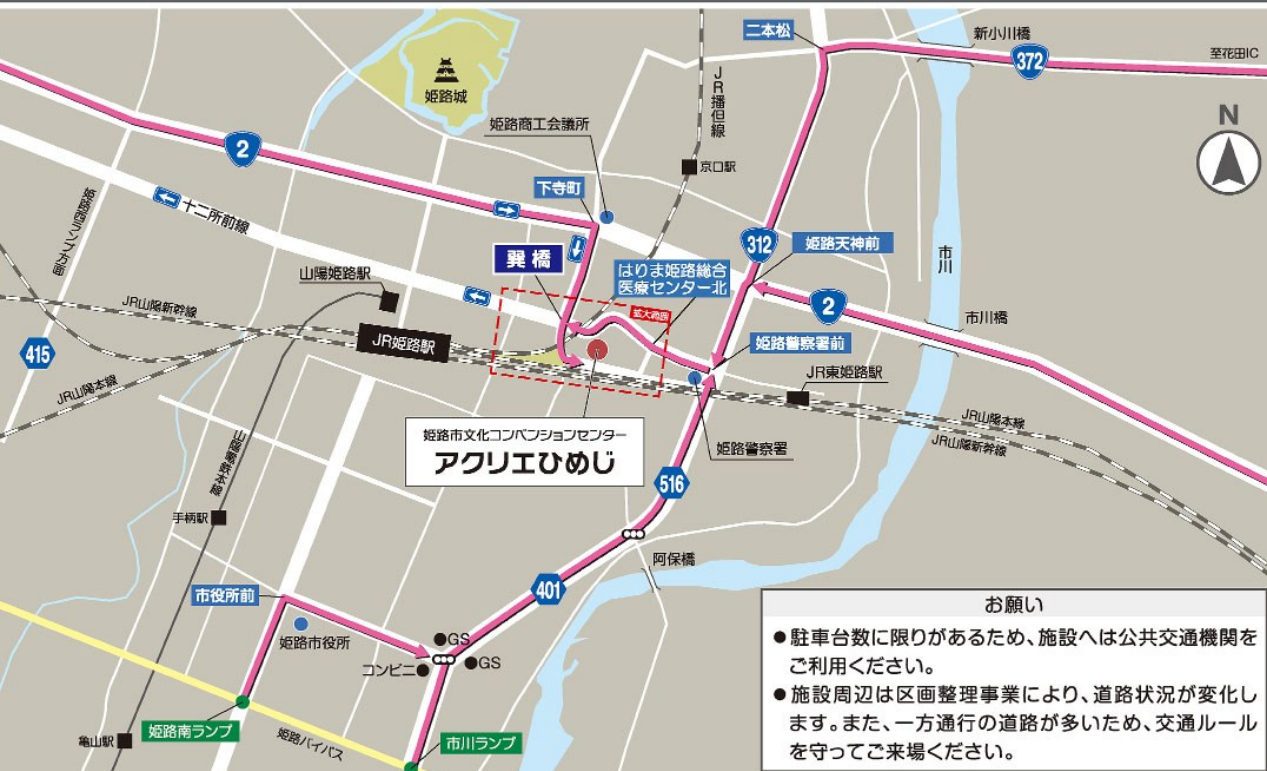 二本松
新小川橋
372
至花田IC
JR播但線
姫路城
姫路商工会議所
N
2
京口駅
下寺町
十二所前線
312
姫路天神前
市川
巽橋
はりま姫路総合
医療センター北
山陽姫路駅
拡大範囲
2
市川橋
JR山陽新幹線
415
JR姫路駅
姫路警察署前
JR東姫路駅
JR山陽本線
JR山陽本線
JR山陽新幹線
姫路市文化コンベンションセンター
アクリエひめじ
姫路警察署
516
手柄駅
阿保橋
401
市役所前
姫路市役所
GS
コンビニ
GS
姫路南ランプ
亀山駅
姫路バイパス
市川ランプ
お願い
●駐車台数に限りがあるため、施設へは公共交通機関を
ご利用ください。
●施設周辺は区画整理事業により、道路状況が変化し
ます。また、一方通行の道路が多いため、交通ルール
を守ってご来場ください。